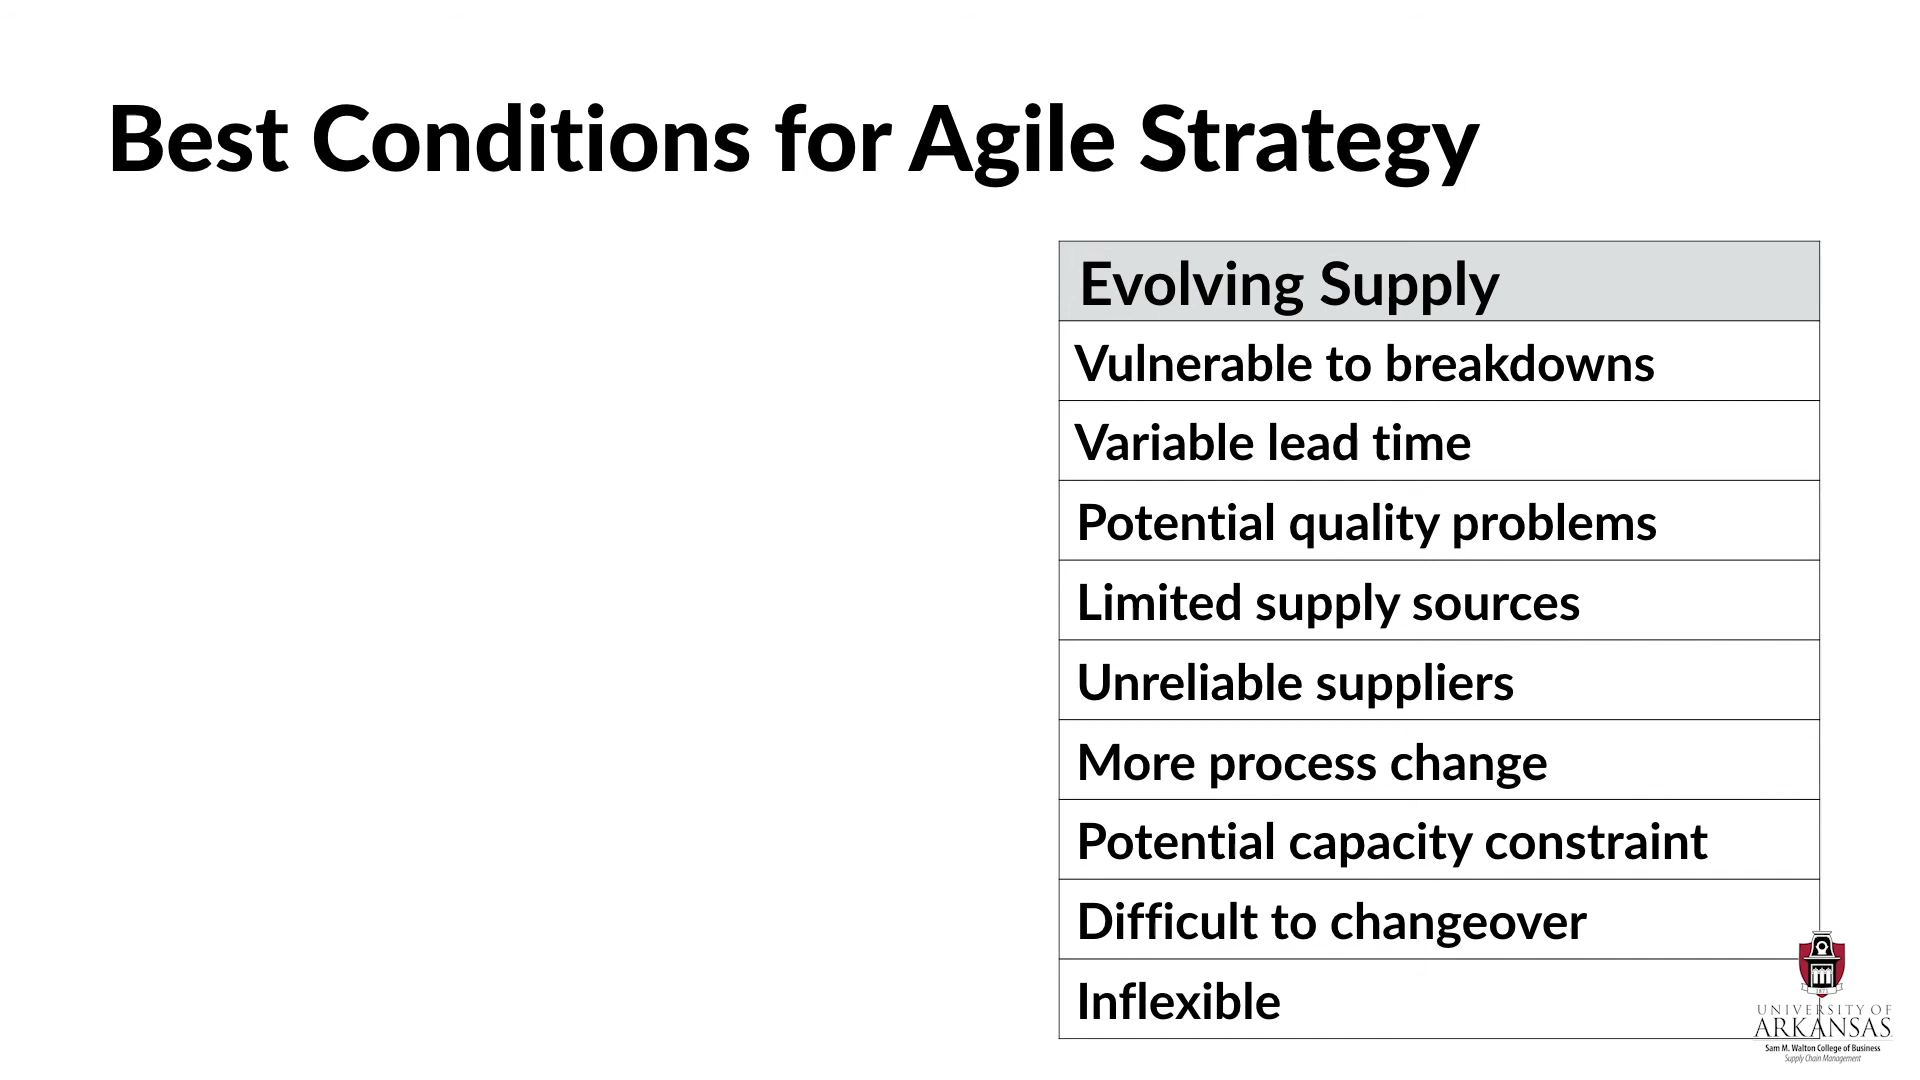 Best Conditions for Agile Strategy
Evolving Supply
Vulnerable to breakdowns
Variable lead time
Potential quality problems
Limited supply sources
Unreliable suppliers
More process change
Potential capacity constraint
Difficult to changeover
Inflexible
1871
UNIVERSITY OF
ARKANSAS
Sam M. Walton College of Business
Supply Chain Management